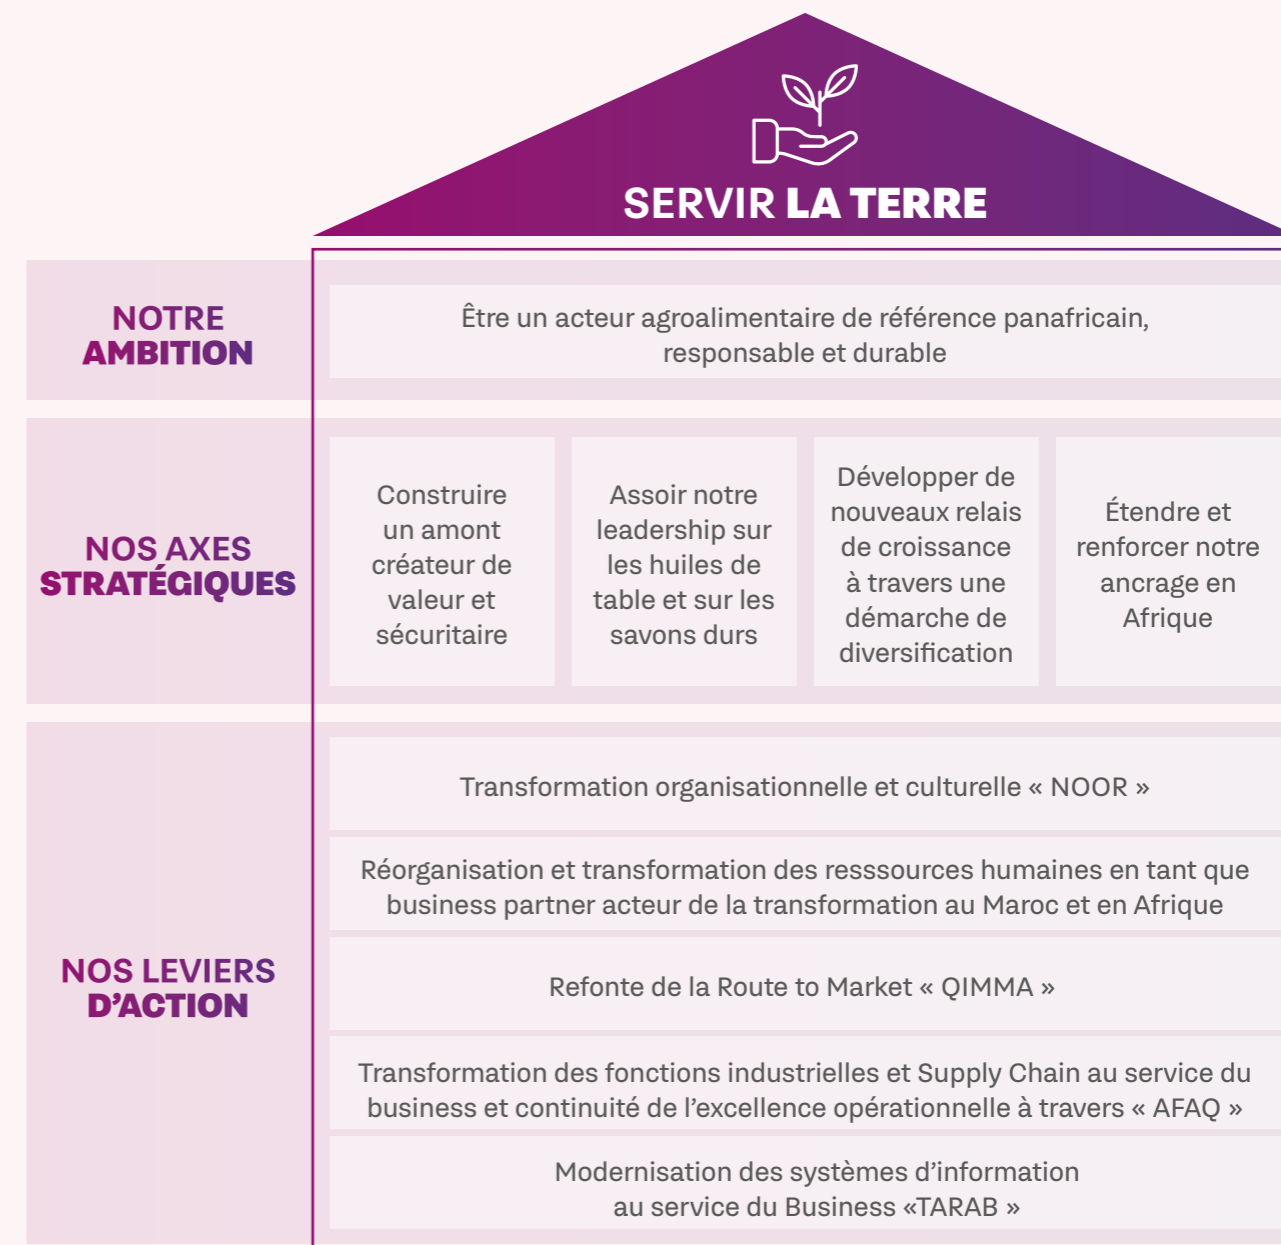 SERVIR LA TERRE
NOTRE
AMBITION
Être un acteur agroalimentaire de référence panafricain,
responsable et durable
NOS AXES
STRATÉGIQUES
Construire
un amont
créateur de
valeur et
sécuritaire
Assoir notre
leadership sur
les huiles de
table et sur les
savons durs
Développer de
nouveaux relais
de croissance
à travers une
démarche de
diversification
Étendre et
renforcer notre
ancrage en
Afrique
NOS LEVIERS
D’ACTION
Transformation organisationnelle et culturelle « NOOR »
Réorganisation et transformation des resssources humaines en tant que
business partner acteur de la transformation au Maroc et en Afrique
Refonte de la Route to Market « QIMMA »
Transformation des fonctions industrielles et Supply Chain au service du
business et continuité de l’excellence opérationnelle à travers « AFAQ »
Modernisation des systèmes d’information
au service du Business «TARAB »